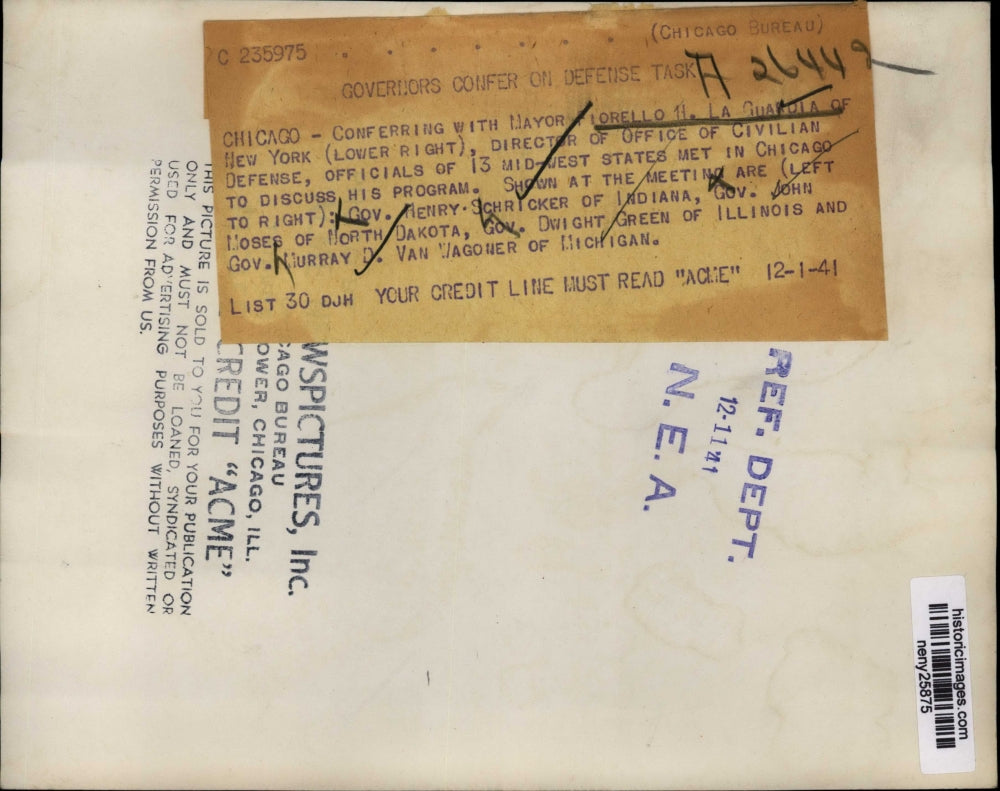 C 235975 (CHICAGO BUREAU)
A 26442
GOVERNORS CONFER ON DEFENSE TASK
CHICAGO - CONFERRING WITH MAYOR FIORELLO H. LA GUARDIA OF
NEW YORK (LOWER RIGHT), DIRECTOR OF OFFICE OF CIVILIAN
DEFENSE, OFFICIALS OF 13 MID-WEST STATES MET IN CHICAGO
TO DISCUSS HIS PROGRAM. SHOWN AT THE MEETING ARE (LEFT
TO RIGHT): GOV. HENRY SCHRICKER OF INDIANA, GOV. JOHN
MOSES OF NORTH DAKOTA, GOV. DWIGHT GREEN OF ILLINOIS AND
GOV. MURRAY D. VAN WAGONER OF MICHIGAN.
LIST 30 DJH YOUR CREDIT LINE MUST READ "ACME" 12-1-41
WSPICTURES, Inc.
CAGO BUREAU
OWER, CHICAGO, ILL.
CREDIT "ACME"
THIS PICTURE IS SOLD TO YOU FOR YOUR PUBLICATION
ONLY AND MUST NOT BE LOANED, SYNDICATED OR
USED FOR ADVERTISING PURPOSES WITHOUT WRITTEN
PERMISSION FROM US.
REF. DEPT.
12-11 41
N. E. A.
historicimages.com
neny25875